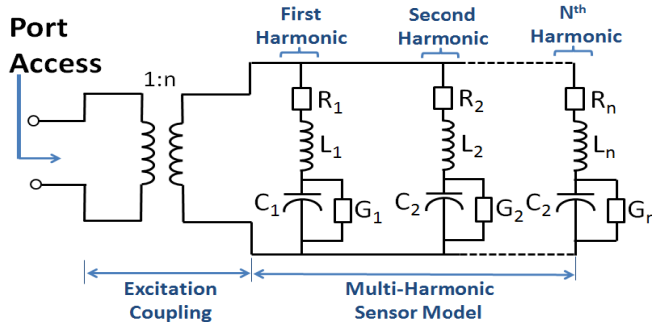 Port
Access
First
Harmonic
Second
Harmonic
Nth
Harmonic
1:n
R1
R2
Rn
L1
L2
Ln
C1
G1
C2
G2
C2
Gn
Excitation
Coupling
Multi-Harmonic
Sensor Model